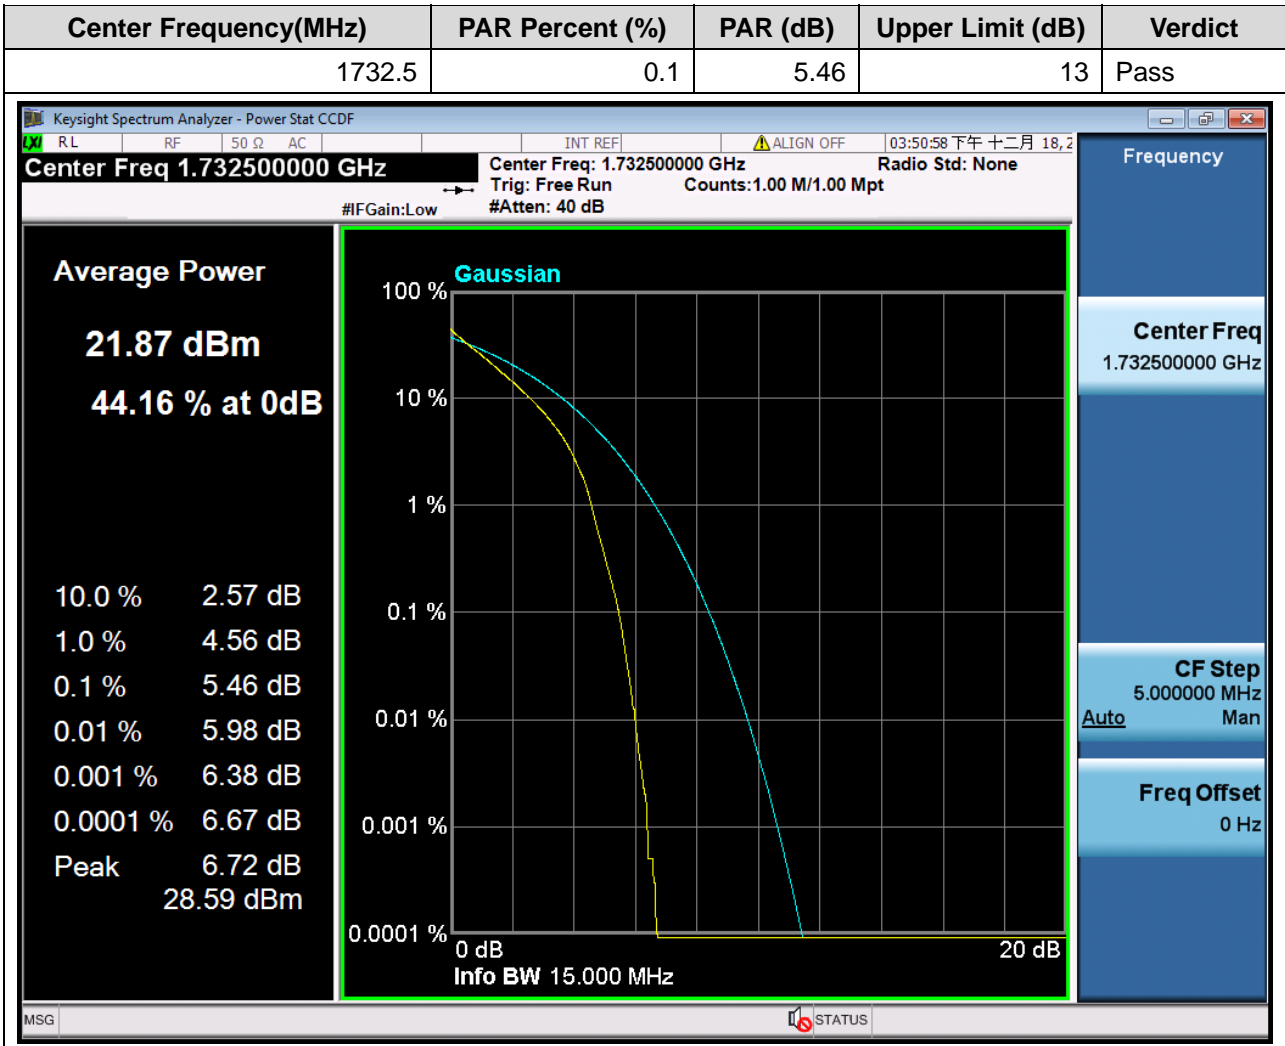 Center Frequency(MHz) PAR Percent (%) PAR (dB) Upper Limit (dB) Verdict
1732.5 0.1 5.46 13 Pass
Keysight Spectrum Analyzer - Power Stat CCDF
LXI RL RF 50 Ω AC INT REF ALIGN OFF 03:50:58 下午 十二月 18, 2
Center Freq 1.732500000 GHz
Center Freq: 1.732500000 GHz Radio Std: None
Trig: Free Run Counts:1.00 M/1.00 Mpt
#IFGain:Low #Atten: 40 dB
Average Power
21.87 dBm
44.16 % at 0dB
10.0 % 2.57 dB
1.0 % 4.56 dB
0.1 % 5.46 dB
0.01 % 5.98 dB
0.001 % 6.38 dB
0.0001 % 6.67 dB
Peak 6.72 dB
28.59 dBm
Gaussian
100 %
10 %
1 %
0.1 %
0.01 %
0.001 %
0.0001 %
0 dB 20 dB
Info BW 15.000 MHz
Frequency
Center Freq
1.732500000 GHz
CF Step
5.000000 MHz
Auto Man
Freq Offset
0 Hz
MSG STATUS